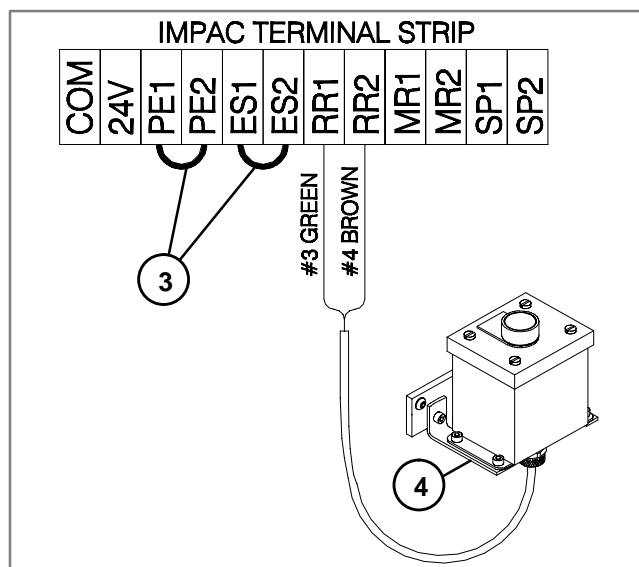 IMPAC TERMINAL STRIP
COM 24V PE1 PE2 ES1 ES2 RR1 RR2 MR1 MR2 SP1 SP2
#3 GREEN
#4 BROWN
3
4